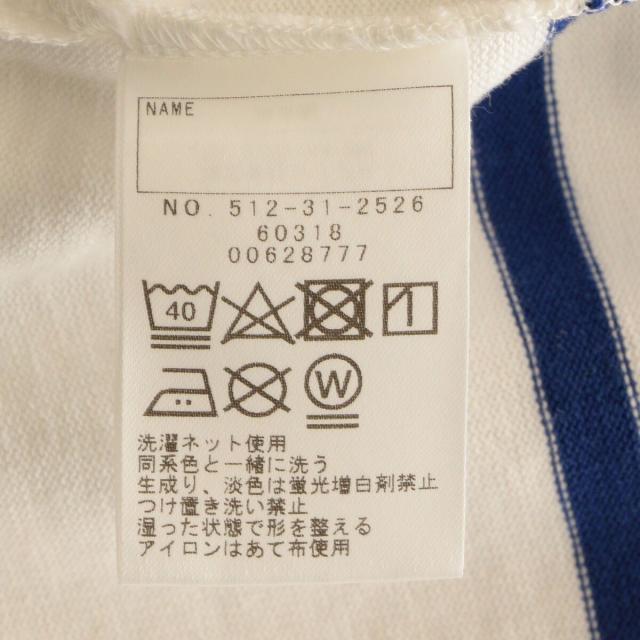 NAME
NO. 512-31-2526
60318
00628777
40
W
洗濯ネット使用
同系色と一緒に洗う
生成り、淡色は蛍光増白剤禁止
つけ置き洗い禁止
湿った状態で形を整える
アイロンはあて布使用